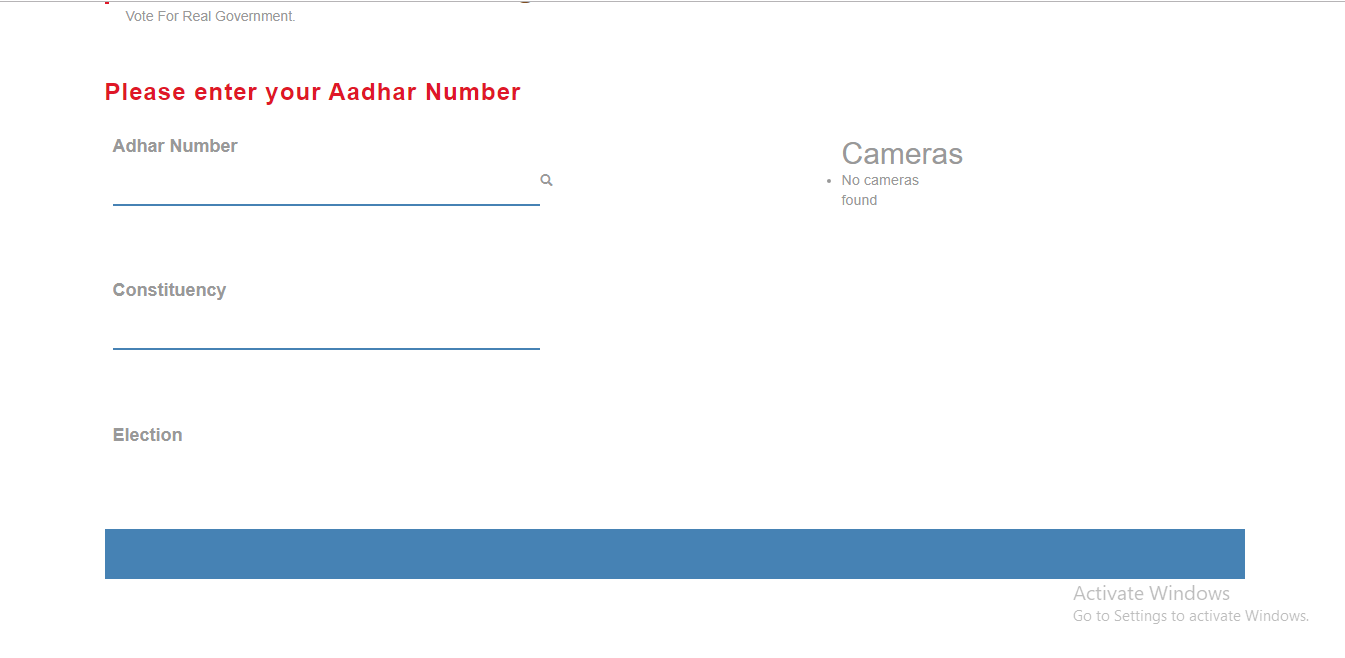 Vote For Real Government.
Please enter your Aadhar Number
Adhar Number
Cameras
No cameras
found
Constituency
Election
Activate Windows
Go to Settings to activate Windows.